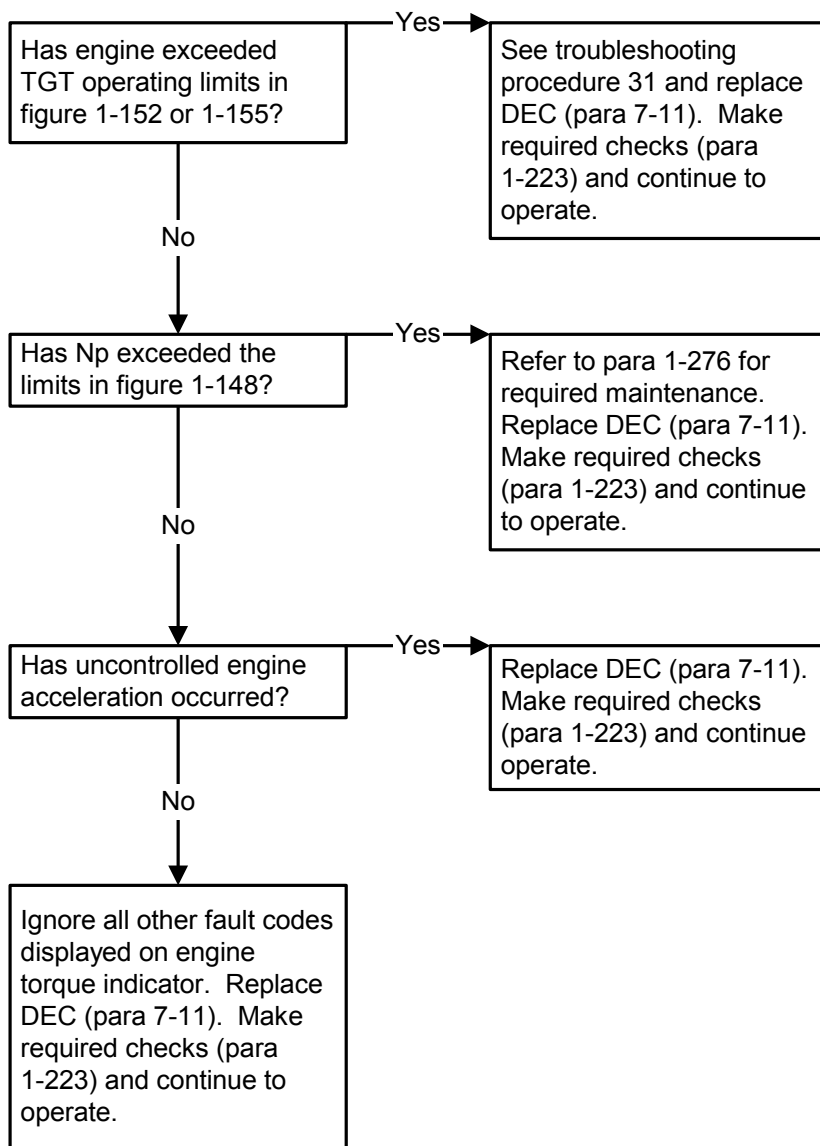 Has engine exceeded
TGT operating limits in
figure 1-152 or 1-155?
Yes
See troubleshooting
procedure 31 and replace
DEC (para 7-11).  Make
required checks (para
1-223) and continue to
operate.
No
Has Np exceeded the
limits in figure 1-148?
Yes
Refer to para 1-276 for
required maintenance.
Replace DEC (para 7-11).
Make required checks
(para 1-223) and continue
to operate.
No
Has uncontrolled engine
acceleration occurred?
Yes
Replace DEC (para 7-11).
Make required checks
(para 1-223) and continue
operate.
No
Ignore all other fault codes
displayed on engine
torque indicator.  Replace
DEC (para 7-11).  Make
required checks (para
1-223) and continue to
operate.